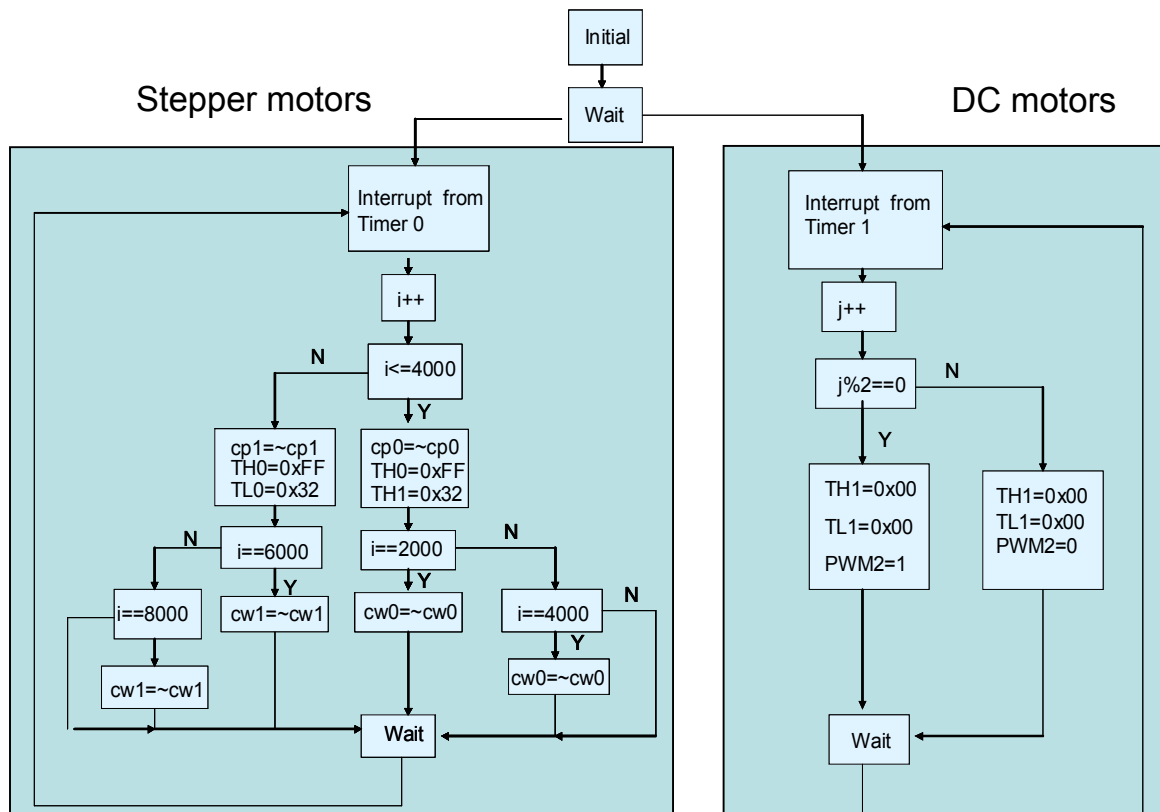 Initial
Wait
Stepper motors
DC motors
Interrupt from
Timer 0
i++
i<=4000
N
Y
cp1=~cp1
TH0=0xFF
TL0=0x32
cp0=~cp0
TH0=0xFF
TH1=0x32
i==6000
N
Y
i==2000
N
Y
i==8000
cw1=~cw1
cw0=~cw0
i==4000
N
Y
cw1=~cw1
cw0=~cw0
Wait
Interrupt from
Timer 1
j++
j%2==0
N
Y
TH1=0x00
TL1=0x00
PWM2=1
TH1=0x00
TL1=0x00
PWM2=0
Wait